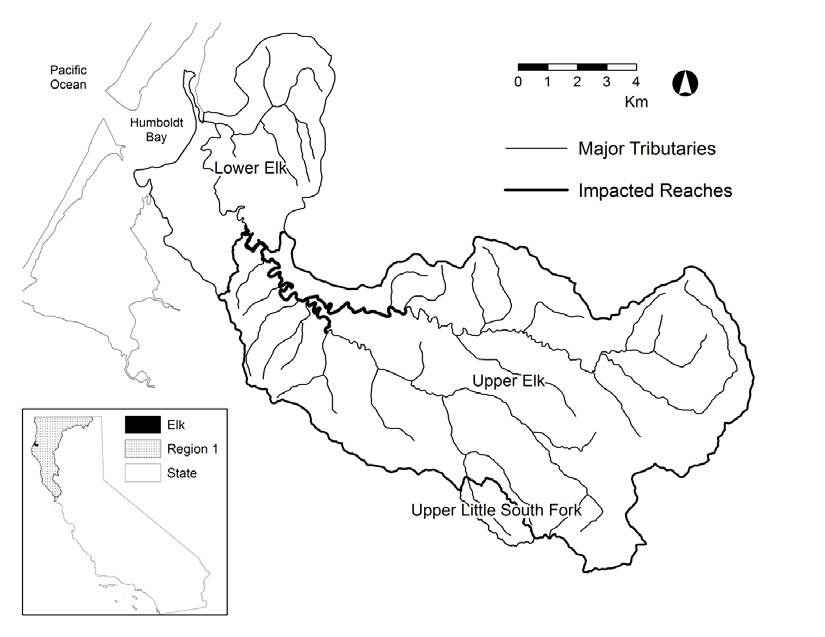 Pacific
Ocean
Humboldt
Bay
0 1 2 3 4
Km
Major Tributaries
Impacted Reaches
Lower Elk
Upper Elk
Upper Little South Fork
Elk
Region 1
State